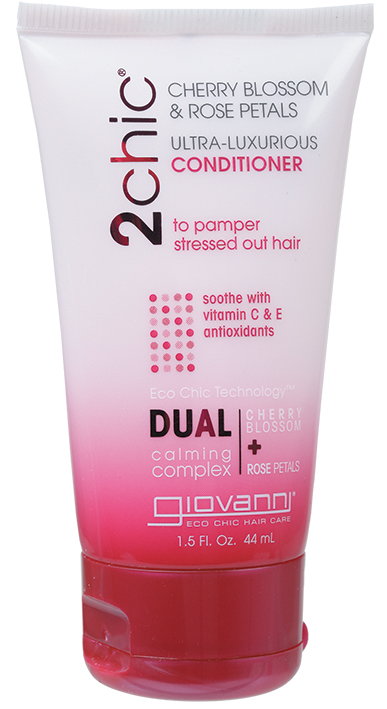 2chic®
CHERRY BLOSSOM
& ROSE PETALS
ULTRA-LUXURIOUS
CONDITIONER
to pamper
stressed out hair
soothe with
vitamin C & E
antioxidants
Eco Chic Technology™
DUAL
calming
complex
CHERRY
BLOSSOM
+
ROSE PETALS
giovanni
ECO CHIC HAIR CARE
1.5 Fl. Oz. 44 mL